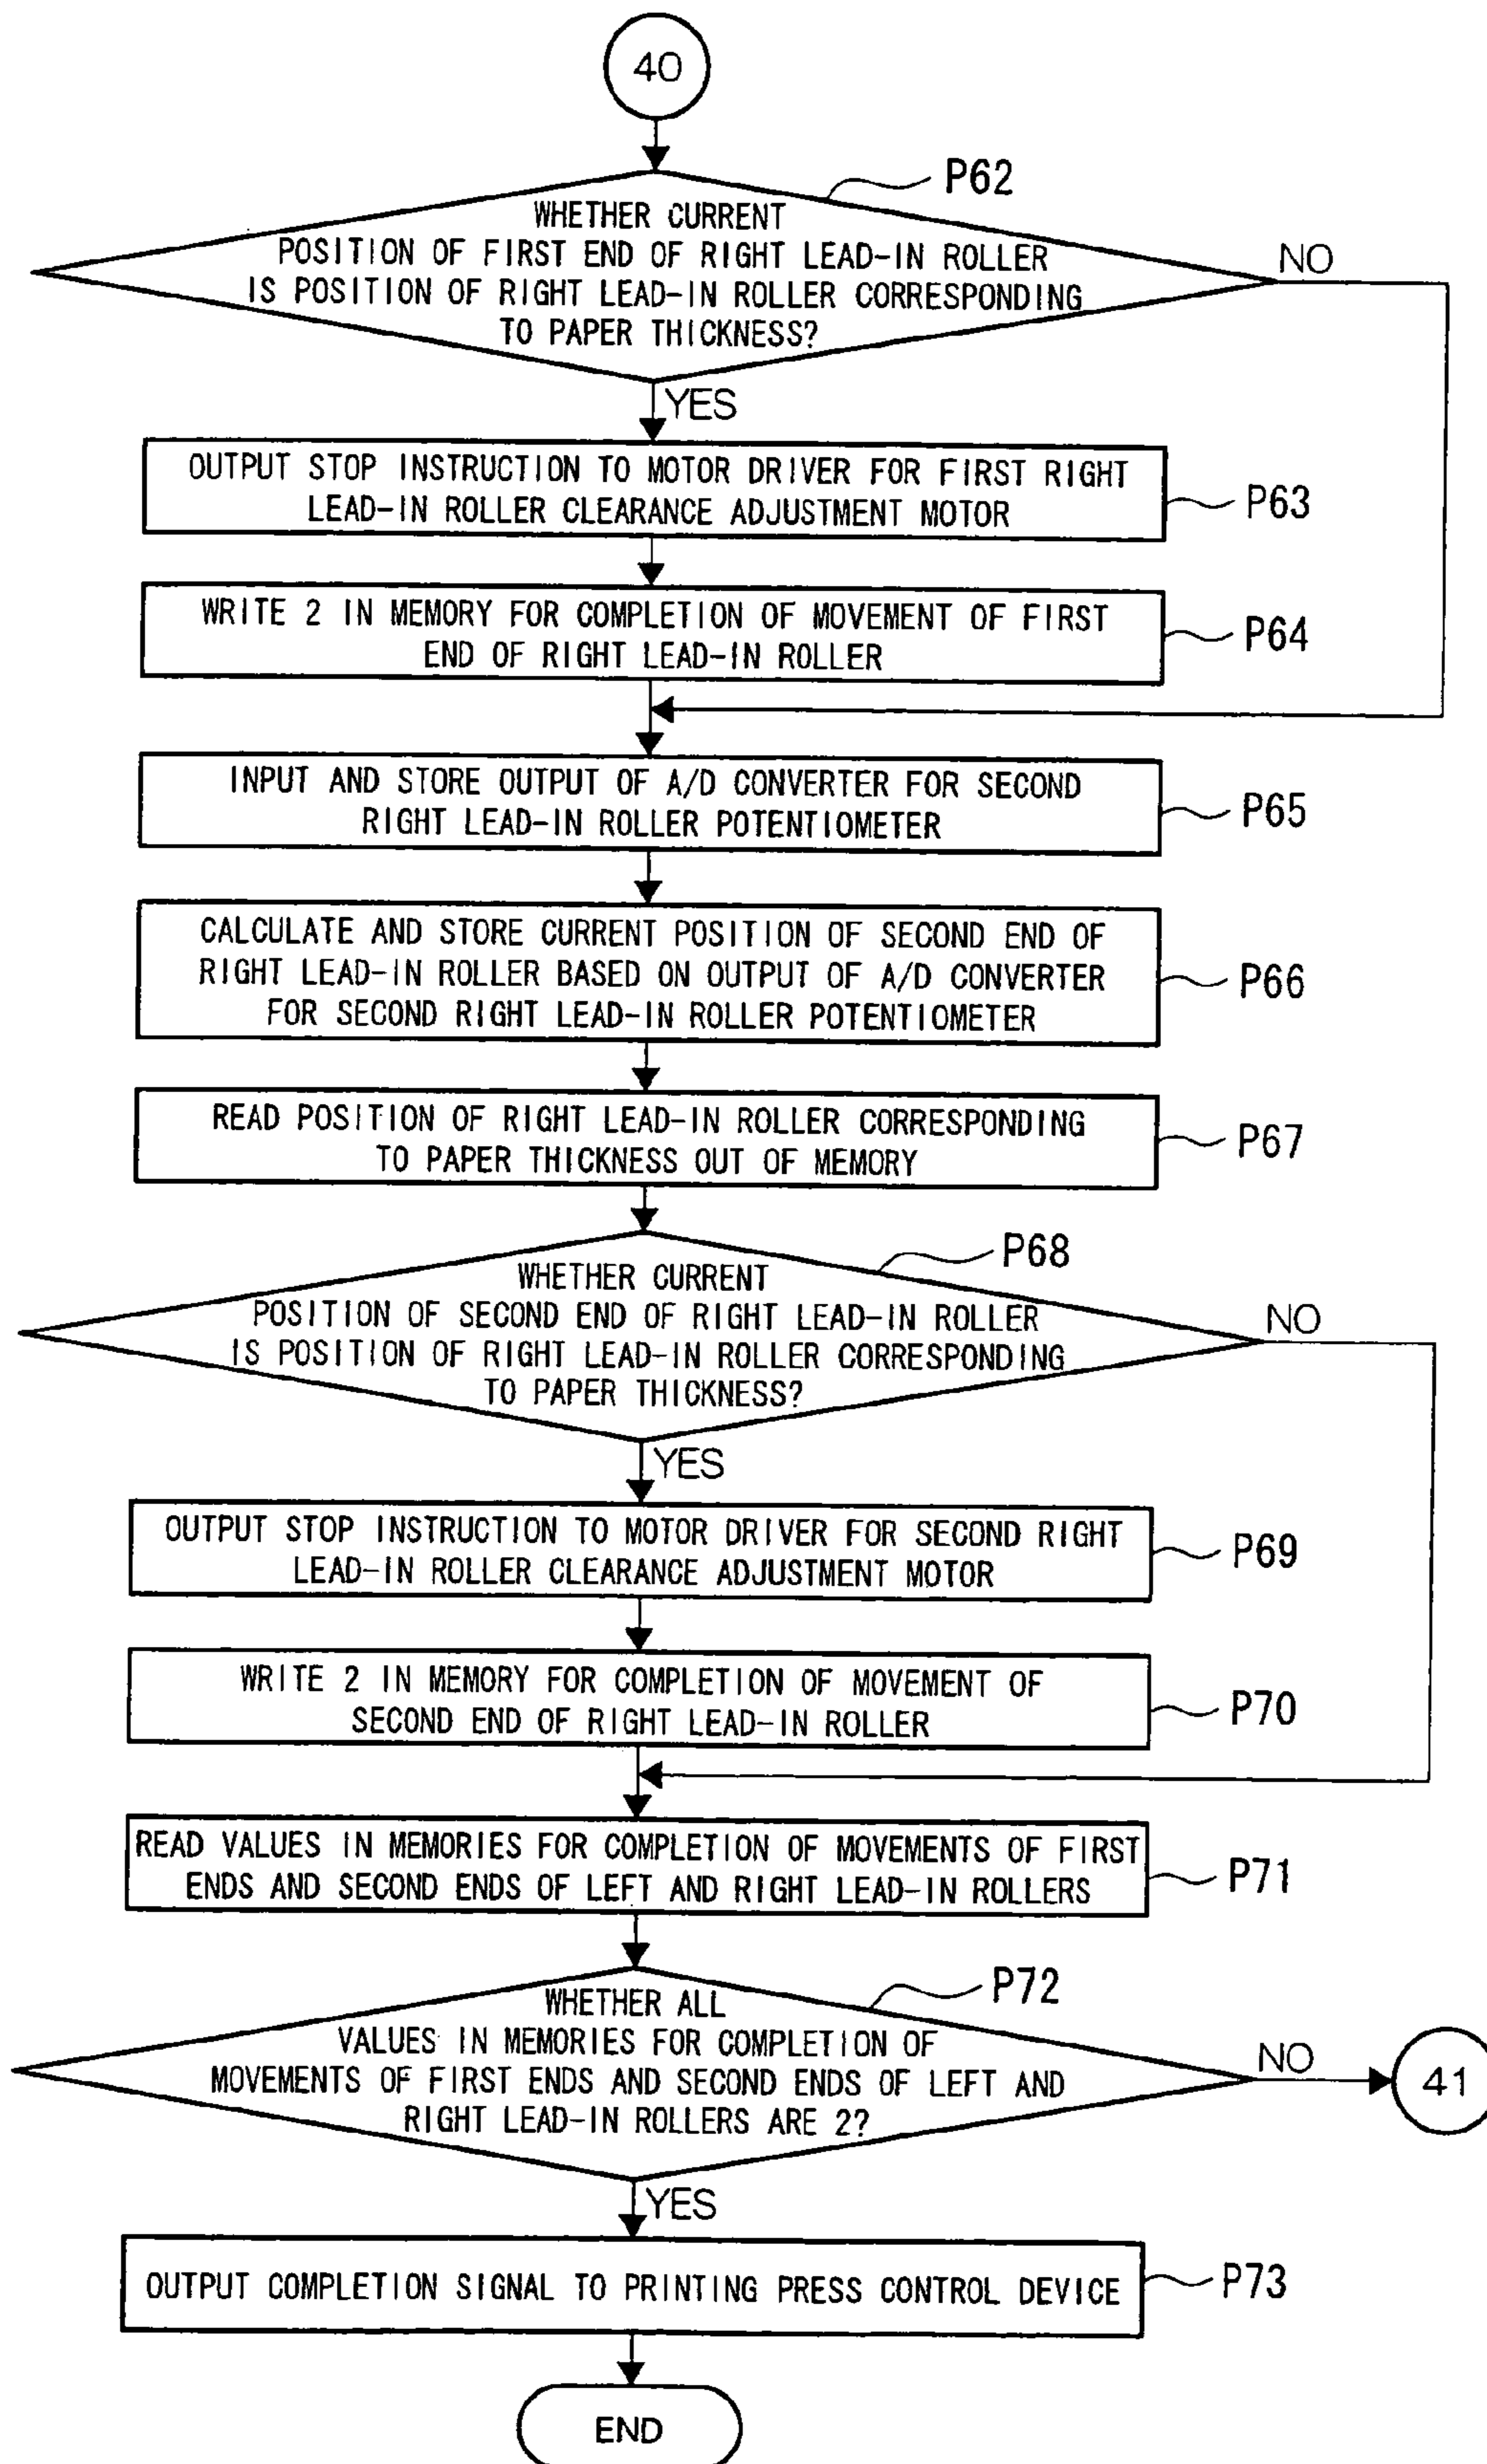 40
P62
WHETHER CURRENT
POSITION OF FIRST END OF RIGHT LEAD-IN ROLLER
IS POSITION OF RIGHT LEAD-IN ROLLER CORRESPONDING
TO PAPER THICKNESS?
NO
YES
OUTPUT STOP INSTRUCTION TO MOTOR DRIVER FOR FIRST RIGHT
LEAD-IN ROLLER CLEARANCE ADJUSTMENT MOTOR
P63
WRITE 2 IN MEMORY FOR COMPLETION OF MOVEMENT OF FIRST
END OF RIGHT LEAD-IN ROLLER
P64
INPUT AND STORE OUTPUT OF A/D CONVERTER FOR SECOND
RIGHT LEAD-IN ROLLER POTENTIOMETER
P65
CALCULATE AND STORE CURRENT POSITION OF SECOND END OF
RIGHT LEAD-IN ROLLER BASED ON OUTPUT OF A/D CONVERTER
FOR SECOND RIGHT LEAD-IN ROLLER POTENTIOMETER
P66
READ POSITION OF RIGHT LEAD-IN ROLLER CORRESPONDING
TO PAPER THICKNESS OUT OF MEMORY
P67
P68
WHETHER CURRENT
POSITION OF SECOND END OF RIGHT LEAD-IN ROLLER
IS POSITION OF RIGHT LEAD-IN ROLLER CORRESPONDING
TO PAPER THICKNESS?
NO
YES
OUTPUT STOP INSTRUCTION TO MOTOR DRIVER FOR SECOND RIGHT
LEAD-IN ROLLER CLEARANCE ADJUSTMENT MOTOR
P69
WRITE 2 IN MEMORY FOR COMPLETION OF MOVEMENT OF
SECOND END OF RIGHT LEAD-IN ROLLER
P70
READ VALUES IN MEMORIES FOR COMPLETION OF MOVEMENTS OF FIRST
ENDS AND SECOND ENDS OF LEFT AND RIGHT LEAD-IN ROLLERS
P71
P72
WHETHER ALL
VALUES IN MEMORIES FOR COMPLETION OF
MOVEMENTS OF FIRST ENDS AND SECOND ENDS OF LEFT AND
RIGHT LEAD-IN ROLLERS ARE 2?
NO
41
YES
OUTPUT COMPLETION SIGNAL TO PRINTING PRESS CONTROL DEVICE
P73
END